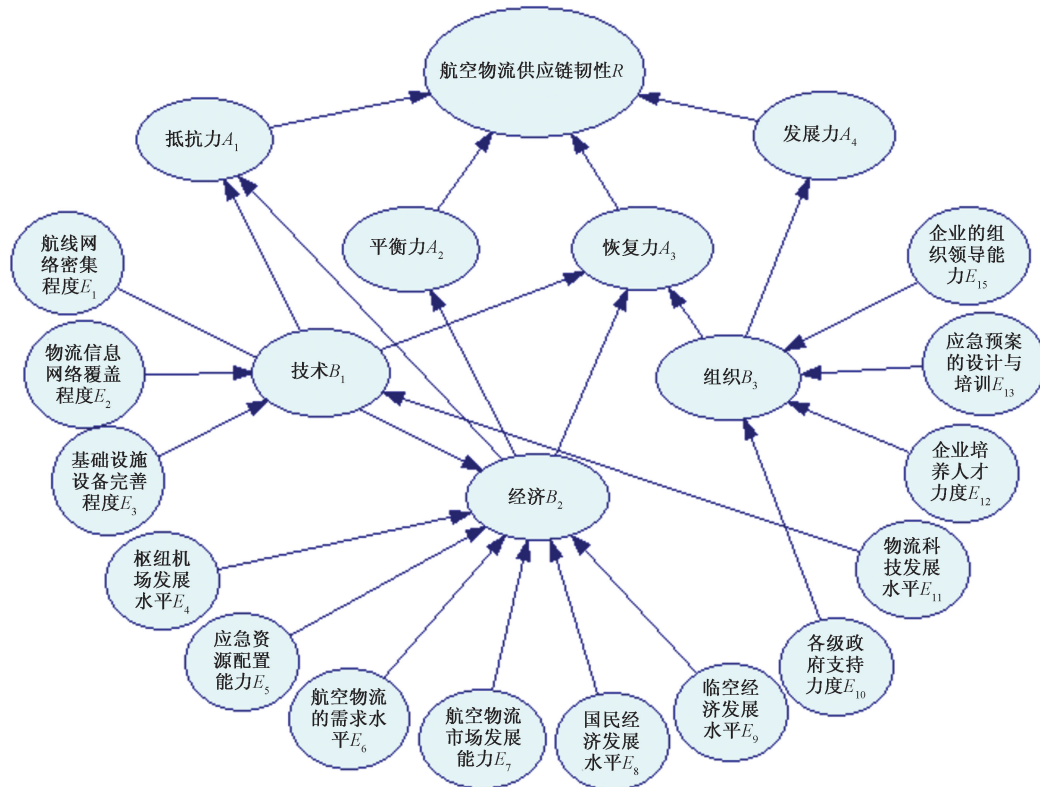 航空物流供应链韧性R
抵抗力A₁
发展力A₄
平衡力A₂
恢复力A₃
航线网
络密集
程度E₁
企业的组
织领导能
力E₁₅
物流信息
网络覆盖
程度E₂
技术B₁
组织B₃
应急预案
的设计与
培训E₁₃
基础设施
设备完善
程度E₃
企业培
养人才
力度E₁₂
经济B₂
枢纽机
场发展
水平E₄
物流科
技发展
水平E₁₁
应急资
源配置
能力E₅
各级政
府支持
力度E₁₀
航空物流
的需求水
平E₆
航空物流
市场发展
能力E₇
国民经
济发展
水平E₈
临空经
济发展
水平E₉